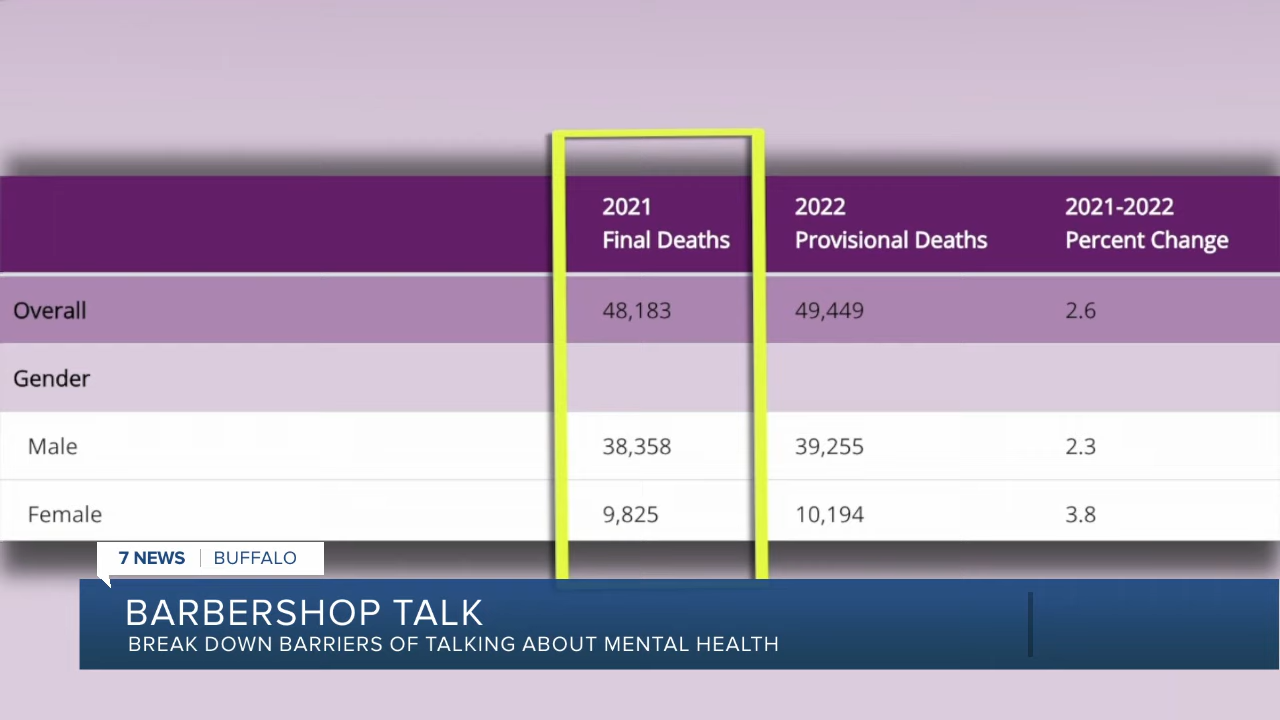 2021 2022 2021-2022
Final Deaths Provisional Deaths Percent Change
Overall 48,183 49,449 2.6
Gender
Male 38,358 39,255 2.3
Female 9,825 10,194 3.8
7 NEWS BUFFALO
BARBERSHOP TALK
BREAK DOWN BARRIERS OF TALKING ABOUT MENTAL HEALTH